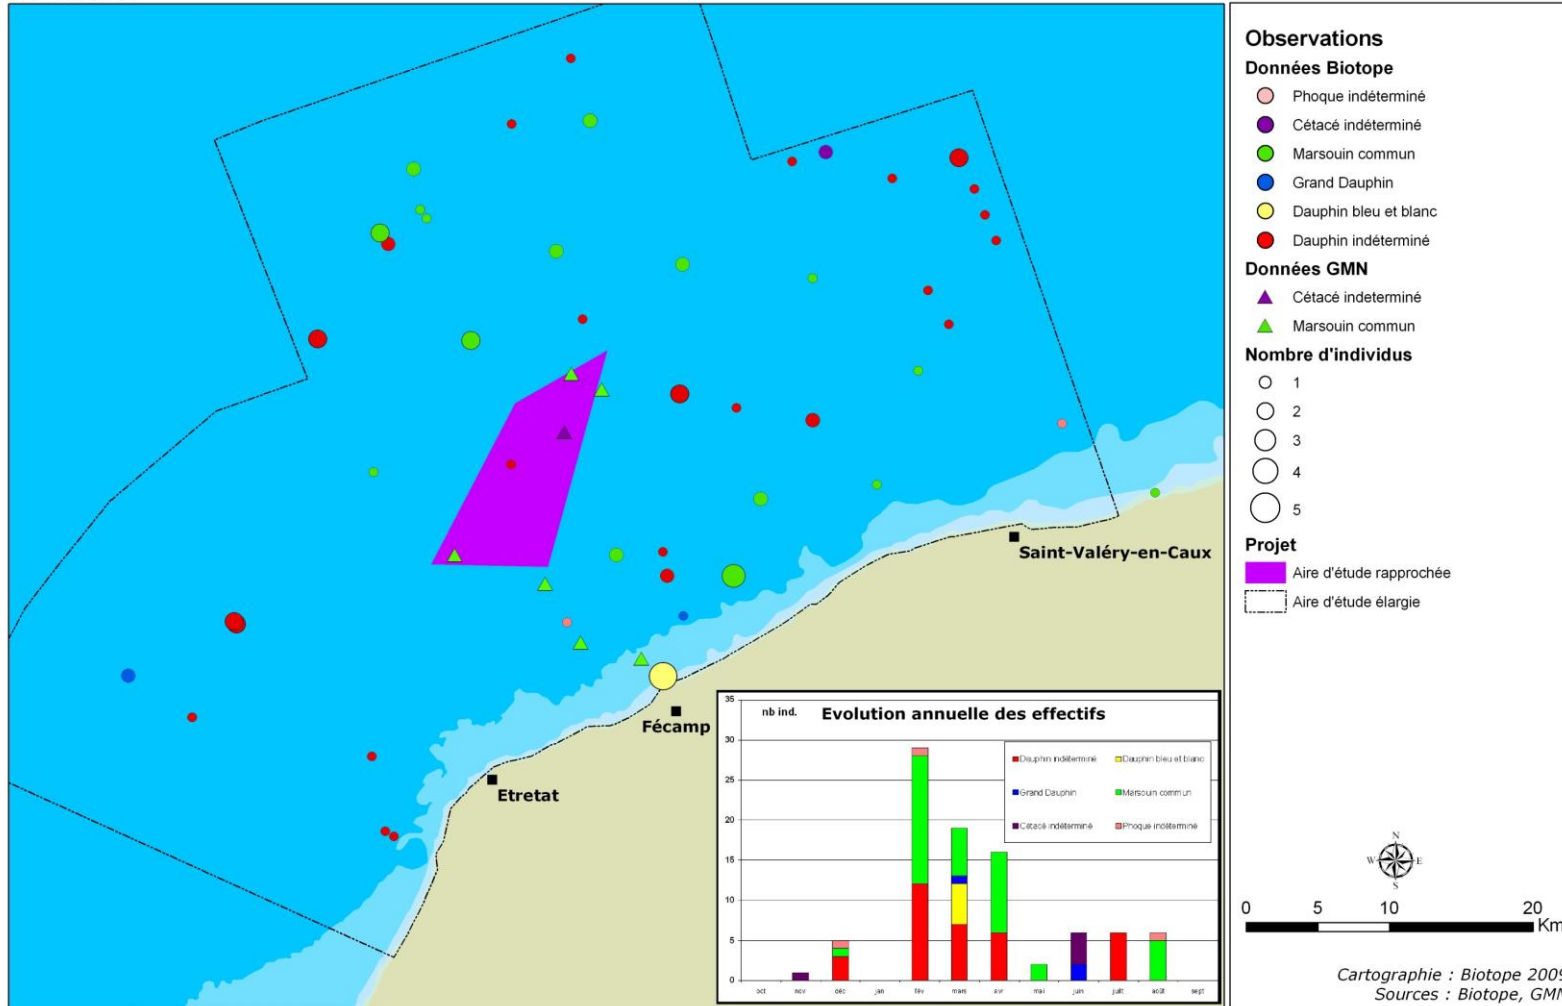 Saint-Valéry-en-Caux
Fécamp
Etretat
nb ind.
Evolution annuelle des effectifs
Dauphin indéterminé
Dauphin bleu et blanc
Grand Dauphin
Marsouin commun
Cétacé indéterminé
Phoque indéterminé
35
30
25
20
15
10
5
0
oct nov déc jan fév mars avr mai juin juilt août sept
Observations
Données Biotope
Phoque indéterminé
Cétacé indéterminé
Marsouin commun
Grand Dauphin
Dauphin bleu et blanc
Dauphin indéterminé
Données GMN
Cétacé indeterminé
Marsouin commun
Nombre d'individus
1
2
3
4
5
Projet
Aire d'étude rapprochée
Aire d'étude élargie
N
W E
S
0 5 10 20
Km
Cartographie : Biotope 2009
Sources : Biotope, GMN